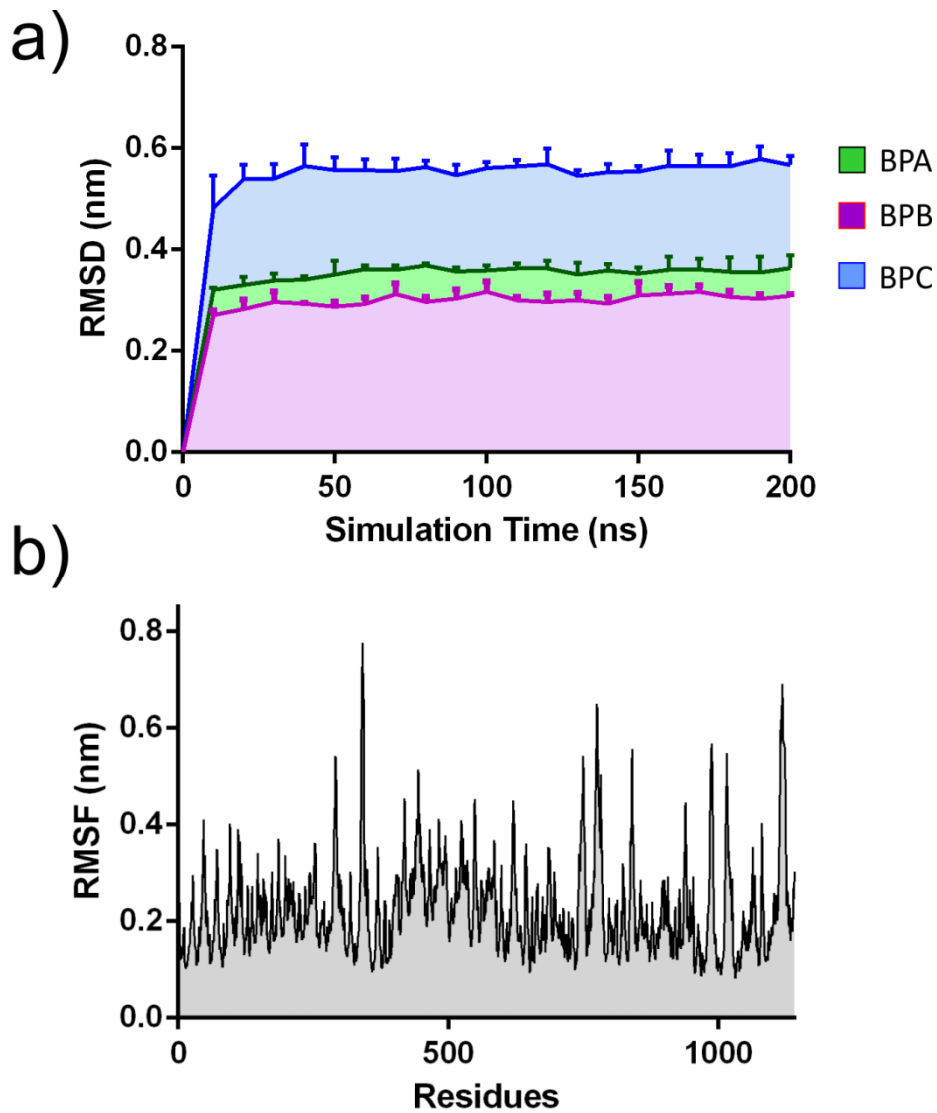 a)
0.8
0.6
0.4
0.2
0.0
RMSD (nm)
0 50 100 150 200
Simulation Time (ns)
BPA
BPB
BPC
b)
0.8
0.6
0.4
0.2
0.0
RMSF (nm)
0 500 1000
Residues